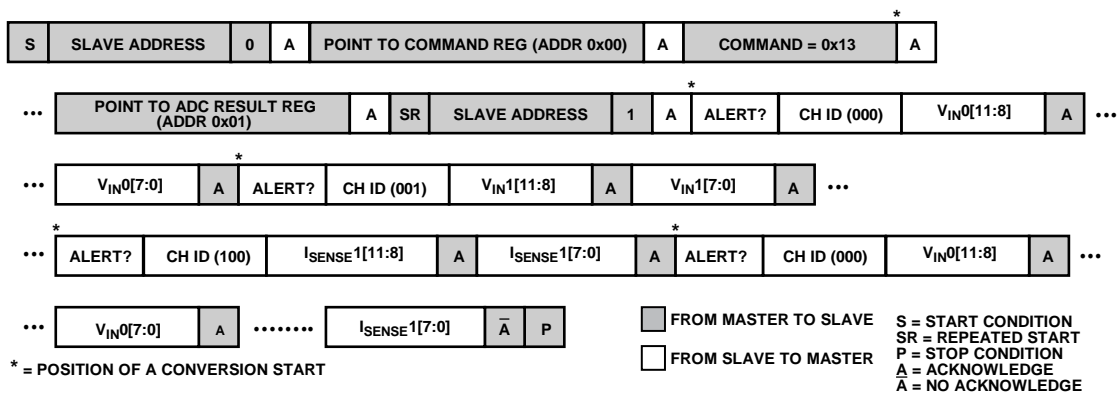 *
S SLAVE ADDRESS 0 A POINT TO COMMAND REG (ADDR 0x00) A COMMAND = 0x13 A
*
••• POINT TO ADC RESULT REG
(ADDR 0x01) A SR SLAVE ADDRESS 1 A ALERT? CH ID (000) VIN0[11:8] A •••
*
••• VIN0[7:0] A ALERT? CH ID (001) VIN1[11:8] A VIN1[7:0] A •••
* *
••• ALERT? CH ID (100) ISENSE1[11:8] A ISENSE1[7:0] A ALERT? CH ID (000) VIN0[11:8] A •••
••• VIN0[7:0] A •••••••• ISENSE1[7:0] A̅ P
FROM MASTER TO SLAVE
FROM SLAVE TO MASTER
S = START CONDITION
SR = REPEATED START
P = STOP CONDITION
A = ACKNOWLEDGE
A̅ = NO ACKNOWLEDGE
* = POSITION OF A CONVERSION START